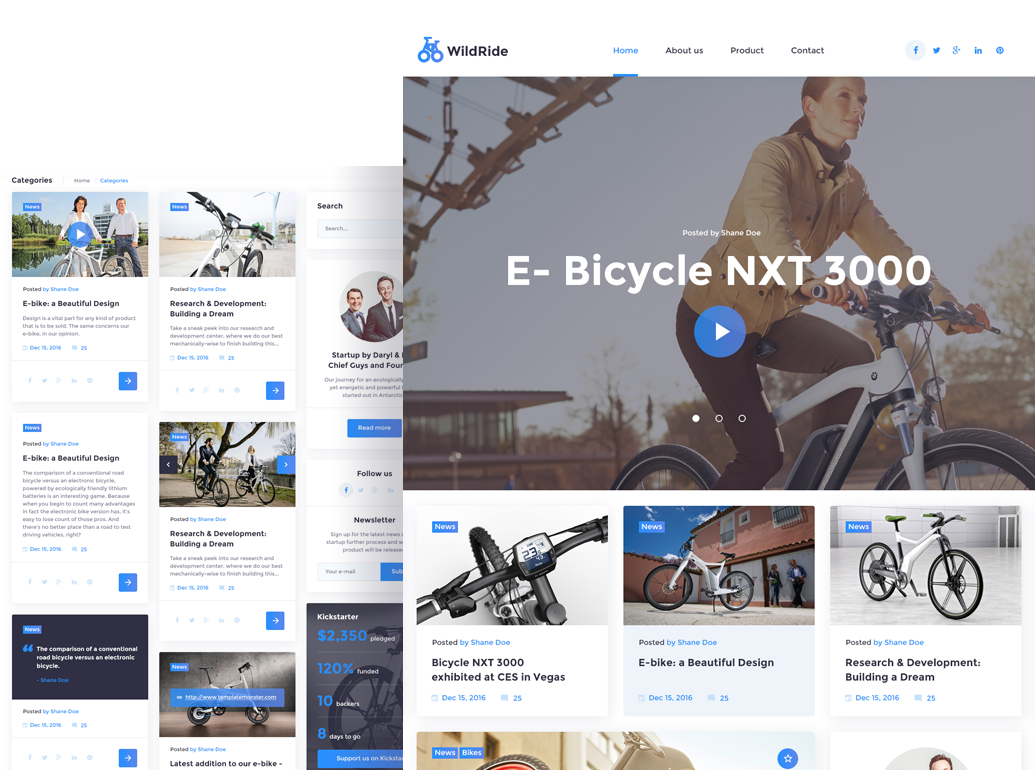 WildRide
Home
About us
Product
Contact
Posted by Shane Doe
E- Bicycle NXT 3000
News
Posted by Shane Doe
Bicycle NXT 3000
exhibited at CES in Vegas
Dec 15, 2016
25
News
Posted by Shane Doe
E-bike: a Beautiful Design
Dec 15, 2016
25
News
Posted by Shane Doe
Research & Development:
Building a Dream
Dec 15, 2016
25
News
Bikes
Categories
Home / Categories
News
Posted by Shane Doe
E-bike: a Beautiful Design
Design is a vital part for any kind of product
that is to be sold. The same concerns our
e-bike, in our opinion.
Dec 15, 2016
25
News
Posted by Shane Doe
E-bike: a Beautiful Design
The comparison of a conventional road
bicycle versus an electronic bicycle,
powered by ecologically friendly lithium
batteries is an interesting game. Because
when you begin to count many advantages
in fact the electronic bike version has, it's
easy to lose count of those pros. And
there's no better place than a road to test
driving vehicles, right?
Dec 15, 2016
25
News
The comparison of a conventional
road bicycle versus an electronic
bicycle.
- Shane Doe
Posted by Shane Doe
Dec 15, 2016
25
News
Posted by Shane Doe
Research & Development:
Building a Dream
Take a sneak peek into our research and
development center, where we do our best
mechanically-wise to finish building this...
Dec 15, 2016
25
News
Posted by Shane Doe
Research & Development:
Building a Dream
Take a sneak peek into our research and
development center, where we do our best
mechanically-wise to finish building this...
Dec 15, 2016
25
News
http://www.templatemonster.com
Posted by Shane Doe
Latest addition to our e-bike -
Search
Search...
Startup by Daryl &
Chief Guys and Four
Our journey for an ecologically
yet energetic and powerful
started out in Antarctic
Read more
Follow us
Newsletter
Sign up for the latest news
startup further process and w
product will be release
Your e-mail
Sub
Kickstarter
$2,350 pledged
120% funded
10 backers
8 days to go
Support us on Kickstar